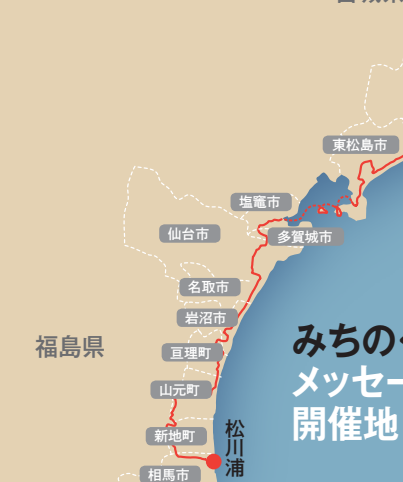 東松島市
塩竈市
仙台市
多賀城市
名取市
岩沼市
亘理町
福島県
山元町
新地町
相馬市
松川浦
みちの
メッセー
開催地